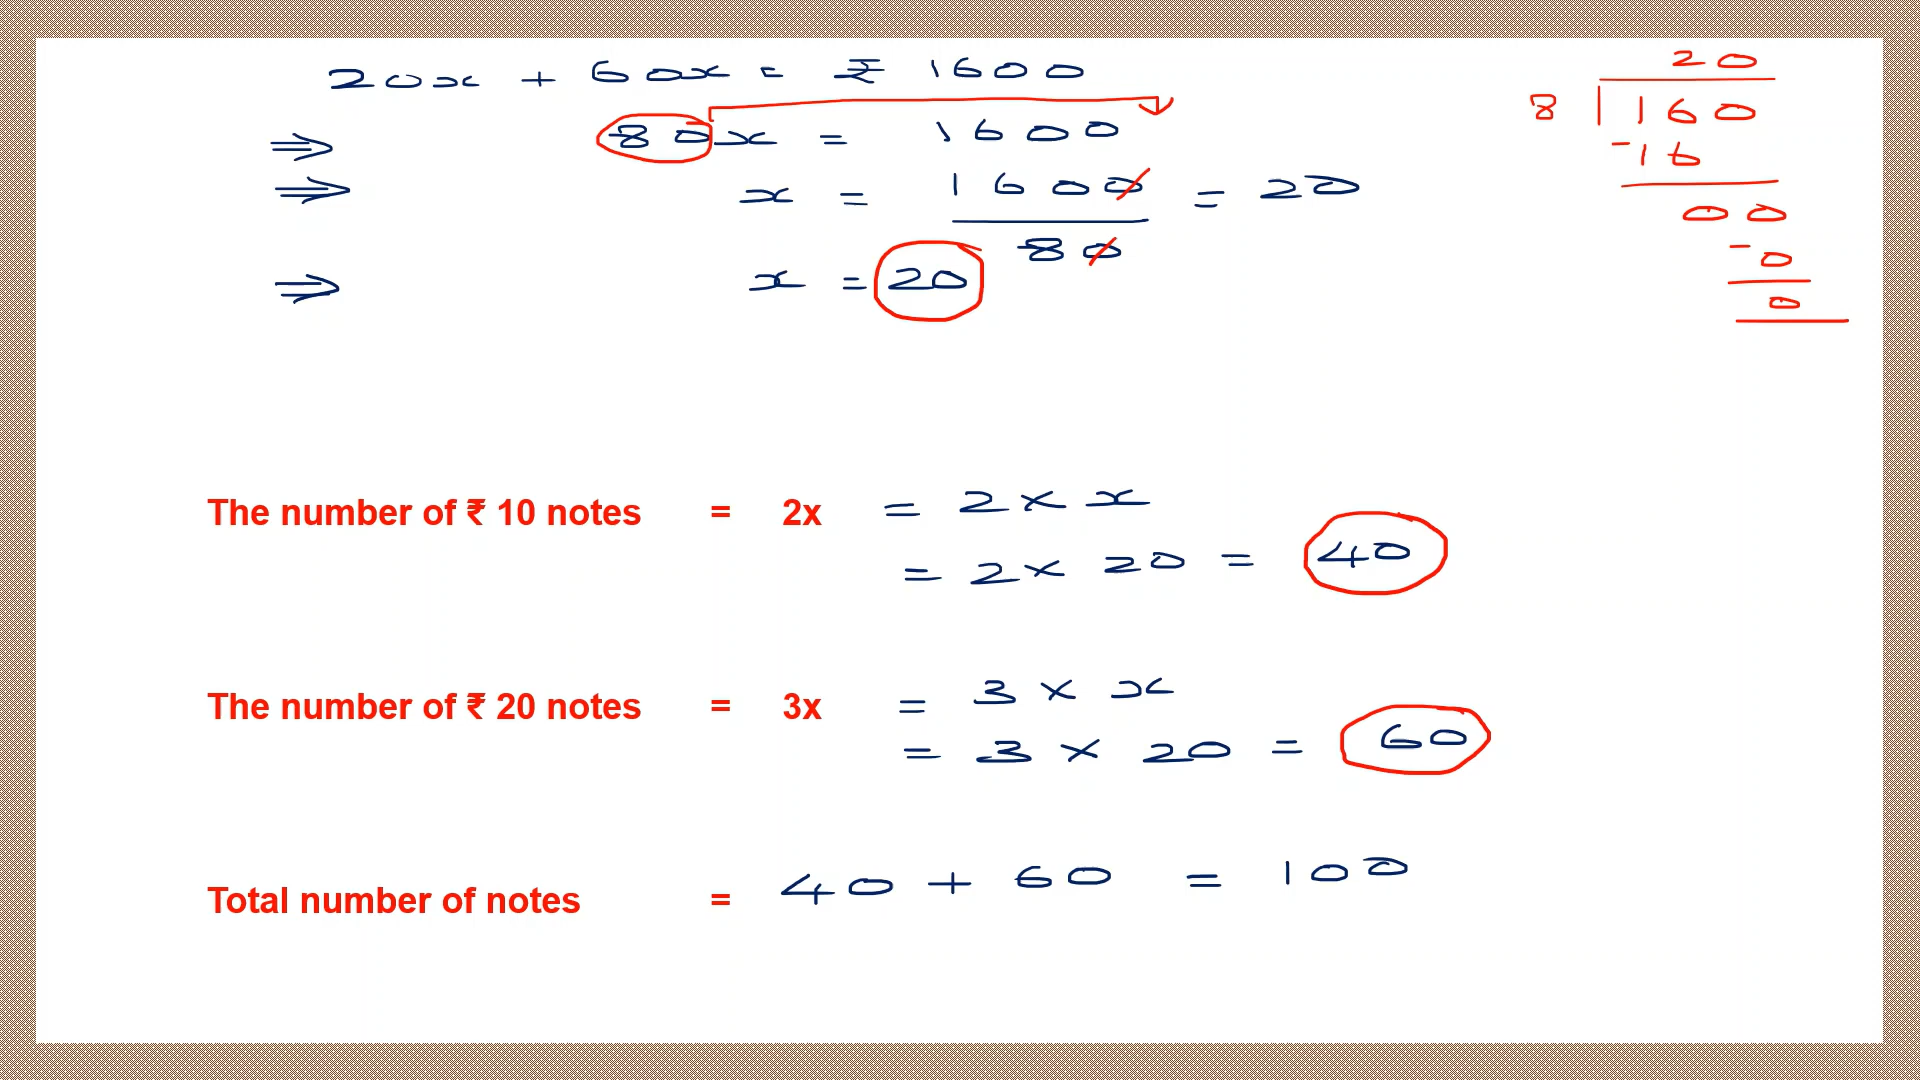 20x + 60x = ₹ 1600
⇒ 80x = 1600
⇒ x = 1600 / 80 = 20
⇒ x = 20
20
8 | 160
-16
00
-0
0
The number of ₹ 10 notes = 2x = 2 × x
= 2 × 20 = 40
The number of ₹ 20 notes = 3x = 3 × x
= 3 × 20 = 60
Total number of notes = 40 + 60 = 100